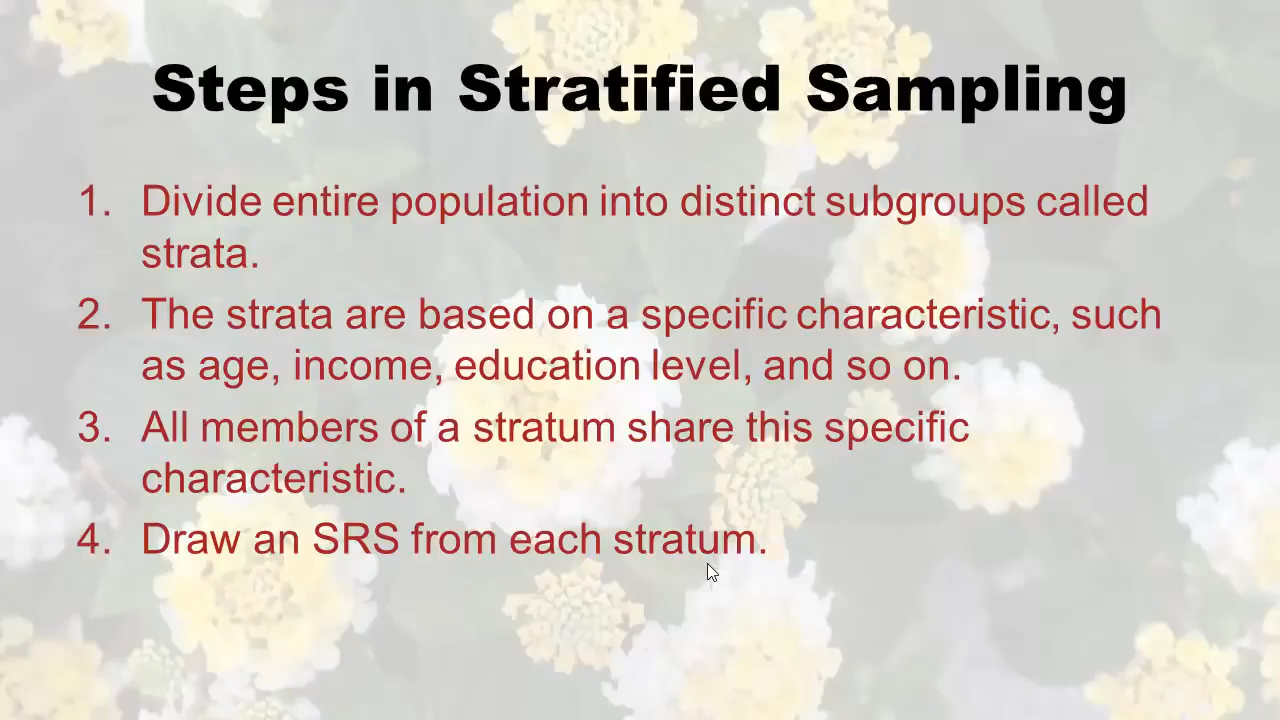 Steps in Stratified Sampling
1. Divide entire population into distinct subgroups called
strata.
2. The strata are based on a specific characteristic, such
as age, income, education level, and so on.
3. All members of a stratum share this specific
characteristic.
4. Draw an SRS from each stratum.